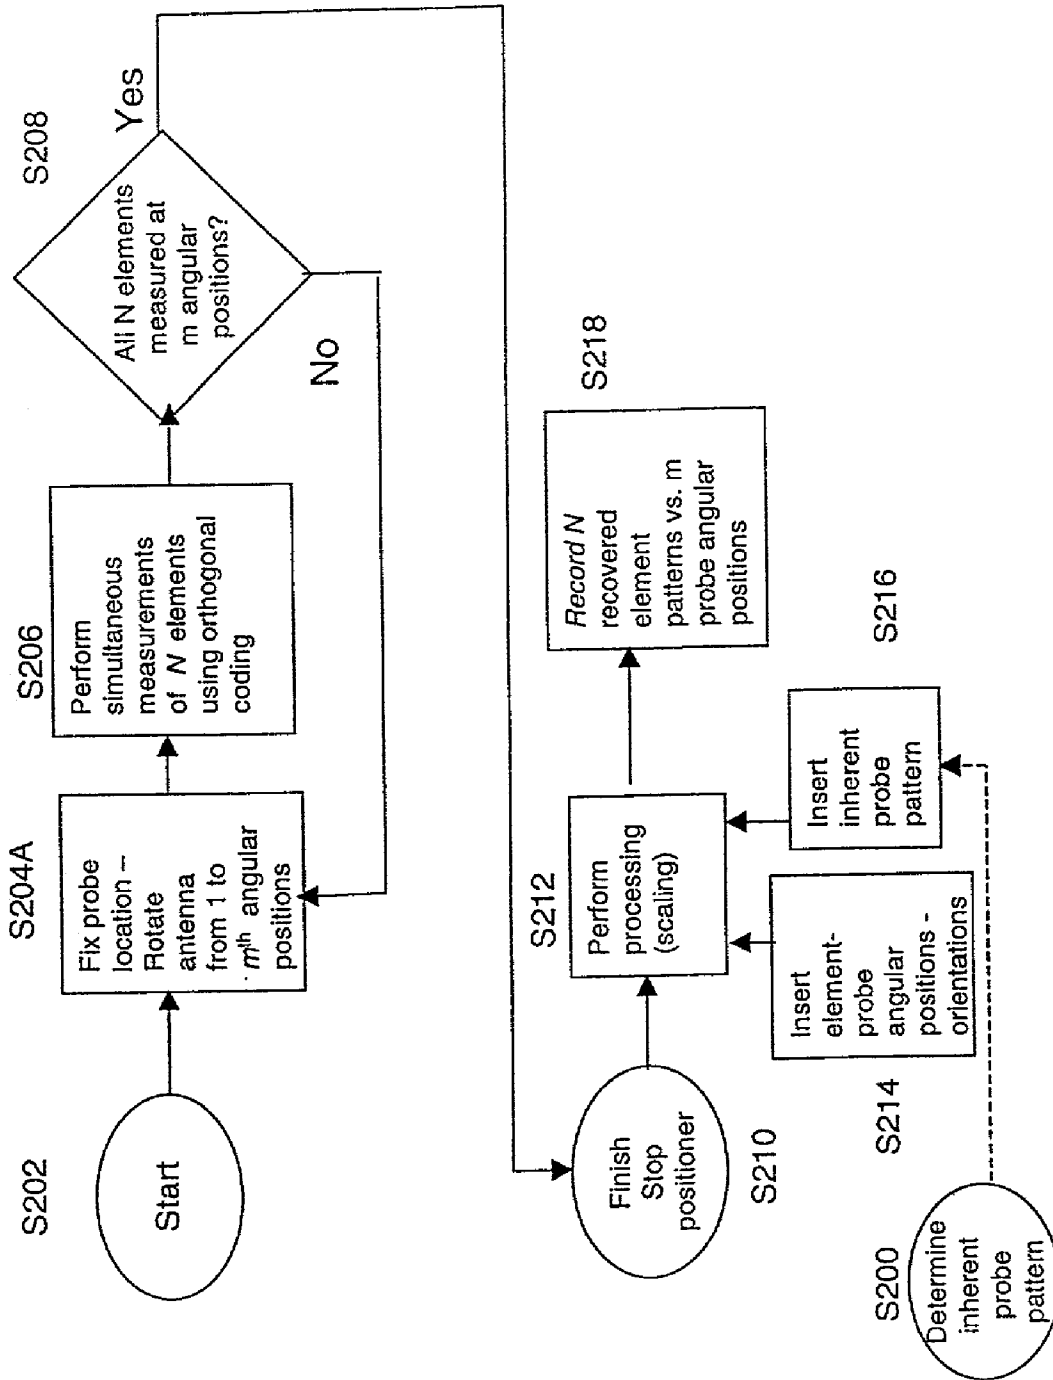 S202
Start
S204A
Fix probe
location –
Rotate
antenna
from 1 to
mth angular
positions
S206
Perform
simultaneous
measurements
of N elements
using orthogonal
coding
S208
All N elements
measured at
m angular
positions?
Yes
No
Finish
Stop
positioner
S210
S212
Perform
processing
(scaling)
Record N
recovered
element
patterns vs. m
probe angular
positions
S218
S214
Insert
element-
probe
angular
positions -
orientations
Insert
inherent
probe
pattern
S216
S200
Determine
inherent
probe
pattern